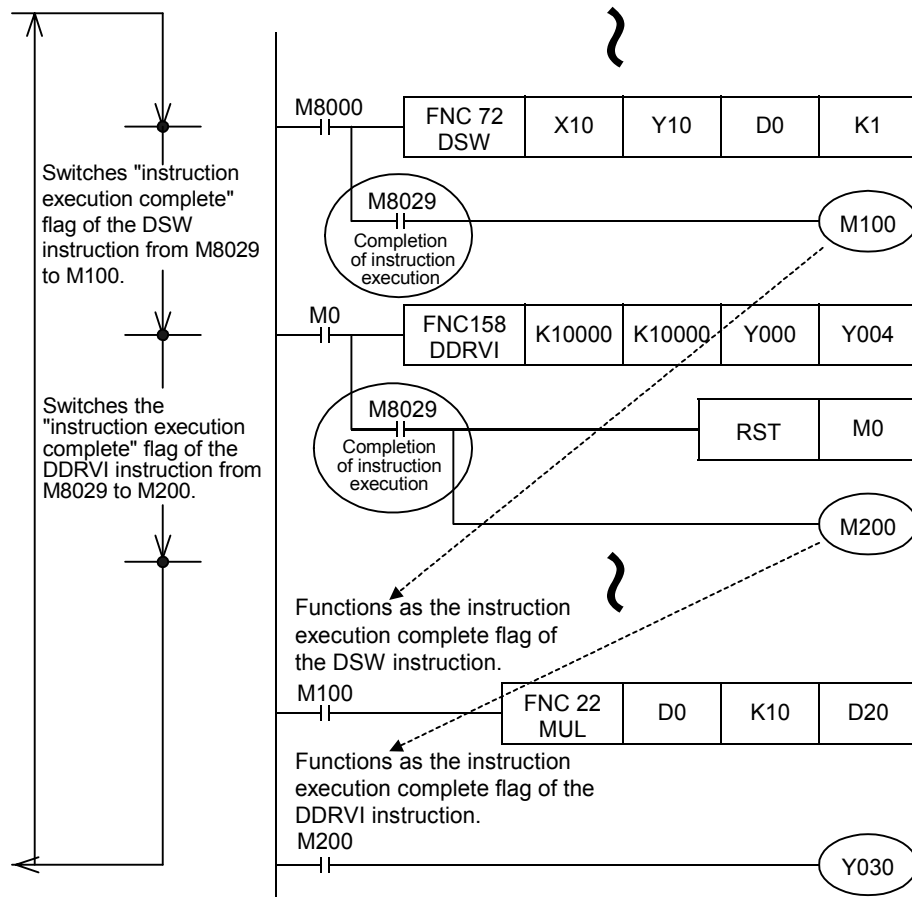 M8000
FNC 72
DSW
X10
Y10
D0
K1
Switches "instruction
execution complete"
flag of the DSW
instruction from M8029
to M100.
M8029
Completion
of instruction
execution
M100
M0
FNC158
DDRVI
K10000
K10000
Y000
Y004
Switches the
"instruction execution
complete" flag of the
DDRVI instruction from
M8029 to M200.
M8029
Completion
of instruction
execution
RST
M0
M200
Functions as the instruction
execution complete flag of
the DSW instruction.
M100
FNC 22
MUL
D0
K10
D20
Functions as the instruction
execution complete flag of the
DDRVI instruction.
M200
Y030